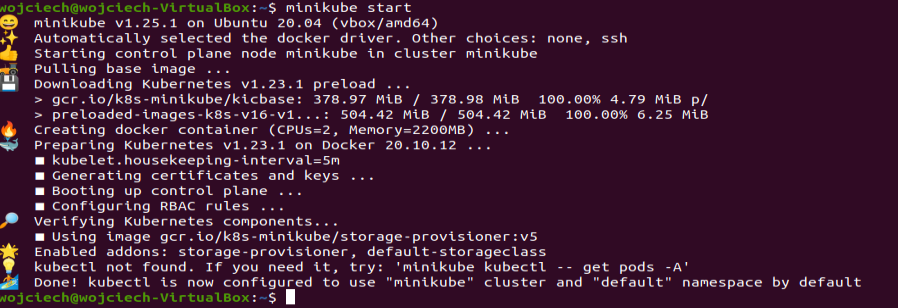 wojciech@wojciech-VirtualBox:~$ minikube start
😄 minikube v1.25.1 on Ubuntu 20.04 (vbox/amd64)
✨ Automatically selected the docker driver. Other choices: none, ssh
👍 Starting control plane node minikube in cluster minikube
🚜 Pulling base image ...
💾 Downloading Kubernetes v1.23.1 preload ...
> gcr.io/k8s-minikube/kicbase: 378.97 MiB / 378.98 MiB  100.00% 4.79 MiB p/
> preloaded-images-k8s-v16-v1...: 504.42 MiB / 504.42 MiB  100.00% 6.25 MiB
🔥 Creating docker container (CPUs=2, Memory=2200MB) ...
🐳 Preparing Kubernetes v1.23.1 on Docker 20.10.12 ...
▪ kubelet.housekeeping-interval=5m
▪ Generating certificates and keys ...
▪ Booting up control plane ...
▪ Configuring RBAC rules ...
🔎 Verifying Kubernetes components...
▪ Using image gcr.io/k8s-minikube/storage-provisioner:v5
🌟 Enabled addons: storage-provisioner, default-storageclass
💡 kubectl not found. If you need it, try: 'minikube kubectl -- get pods -A'
🏄 Done! kubectl is now configured to use "minikube" cluster and "default" namespace by default
wojciech@wojciech-VirtualBox:~$